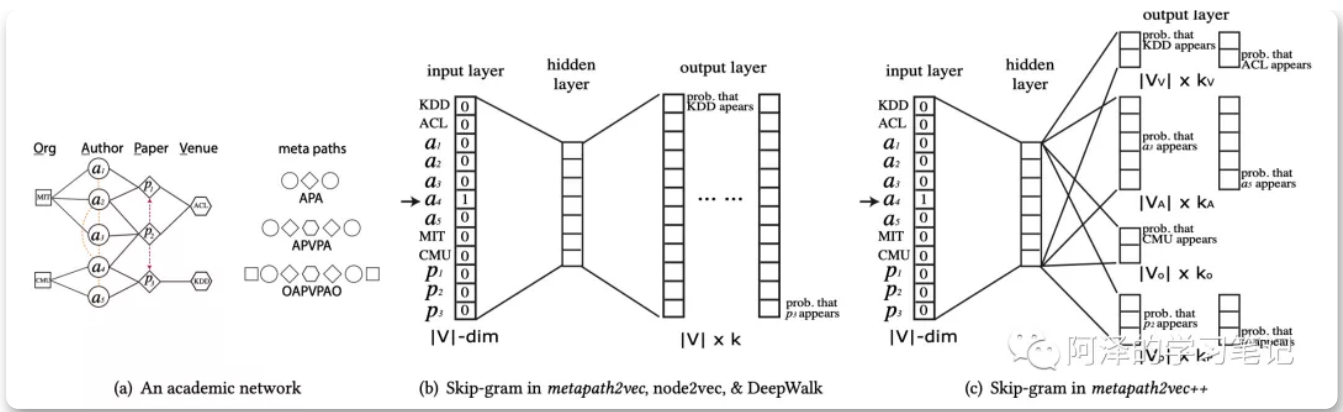 Org Author Paper Venue
MIT
CMU
a1
a2
a3
a4
a5
p1
p2
p3
ACL
KDD
meta paths
APA
APVPA
OAPVPAO
(a) An academic network
input layer
hidden
layer
output layer
KDD 0
ACL 0
a1 0
a2 0
a3 0
a4 1
a5 0
MIT 0
CMU 0
p1 0
p2 0
p3 0
|V|-dim
prob. that
KDD apears
... ...
prob. that
p3 appears
|V| x k
(b) Skip-gram in metapath2vec, node2vec, & DeepWalk
input layer
hidden
layer
output layer
KDD 0
ACL 0
a1 0
a2 0
a3 0
a4 1
a5 0
MIT 0
CMU 0
p1 0
p2 0
p3 0
|V|-dim
prob. that
KDD appears
prob. that
ACL appears
|VV| x kV
prob. that
a3 appears
prob. that
a5 appears
|VA| x kA
prob. that
CMU appears
|VO| x kO
prob. that
p2 appears
prob. that
appears
|VP| x kP
(c) Skip-gram in metapath2vec++
阿泽的学习笔记